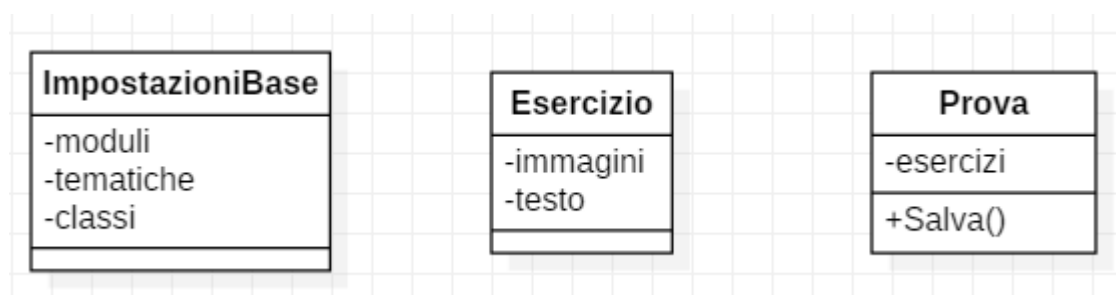 ImpostazioniBase
-moduli
-tematiche
-classi
Esercizio
-immagini
-testo
Prova
-esercizi
+Salva()